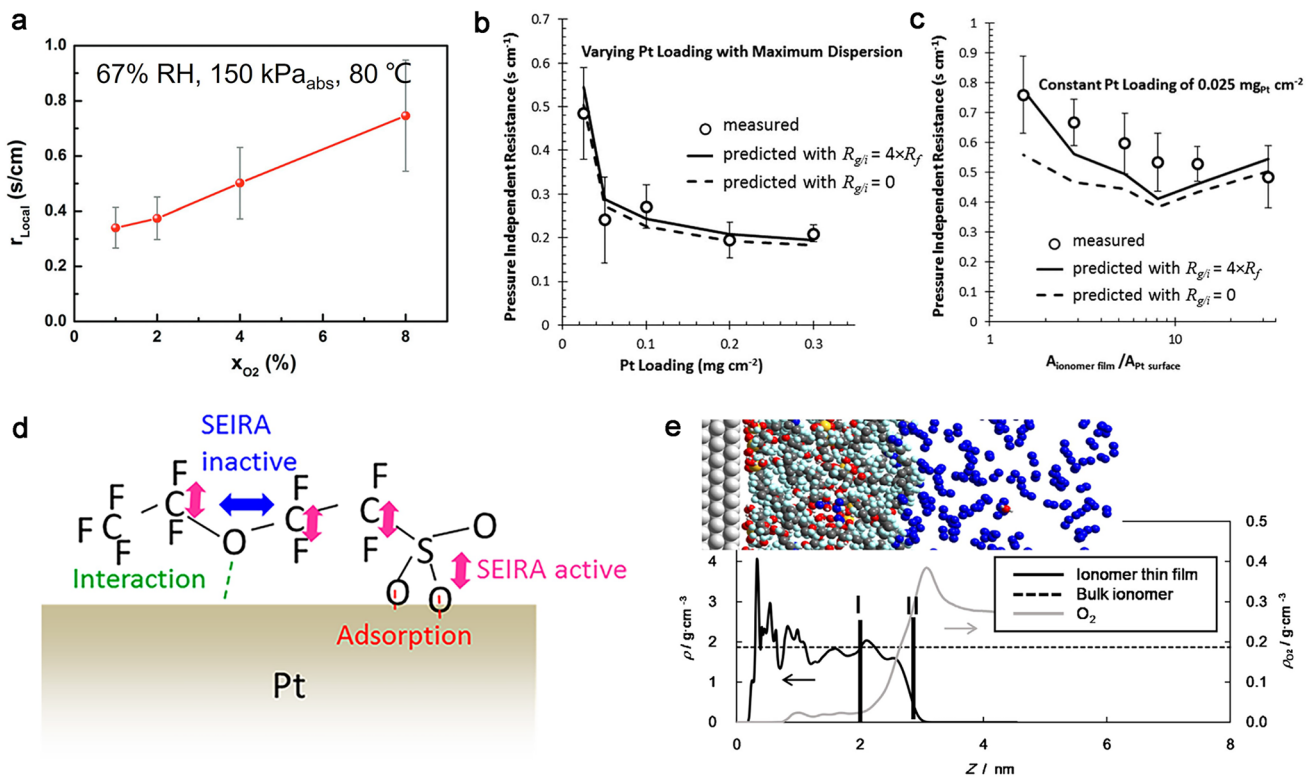 a
67% RH, 150 kPaabs, 80 °C
rLocal (s/cm)
1.0
0.8
0.6
0.4
0.2
0.0
0 2 4 6 8
xO2 (%)
b
Varying Pt Loading with Maximum Dispersion
measured
predicted with Rg/i = 4×Rf
predicted with Rg/i = 0
Pressure Independent Resistance (s cm-1)
0.7
0.6
0.5
0.4
0.3
0.2
0.1
0
0 0.1 0.2 0.3
Pt Loading (mg cm-2)
c
Constant Pt Loading of 0.025 mgPt cm-2
measured
predicted with Rg/i = 4×Rf
predicted with Rg/i = 0
Pressure Independent Resistance (s cm-1)
1
0.9
0.8
0.7
0.6
0.5
0.4
0.3
0.2
0.1
0
1 10
Aionomer film /APt surface
d
SEIRA
inactive
F F F
F C C C
F3C
F F F
C O C C
F F F
O S O O
Interaction
SEIRA active
Adsorption
Pt
e
Ionomer thin film
Bulk ionomer
O2
ρ / g·cm-3
4
3
2
1
0
I II
0.5
0.4
0.3
0.2
0.1
0.0
ρO2 / g·cm-3
0 2 4 6 8
Z / nm